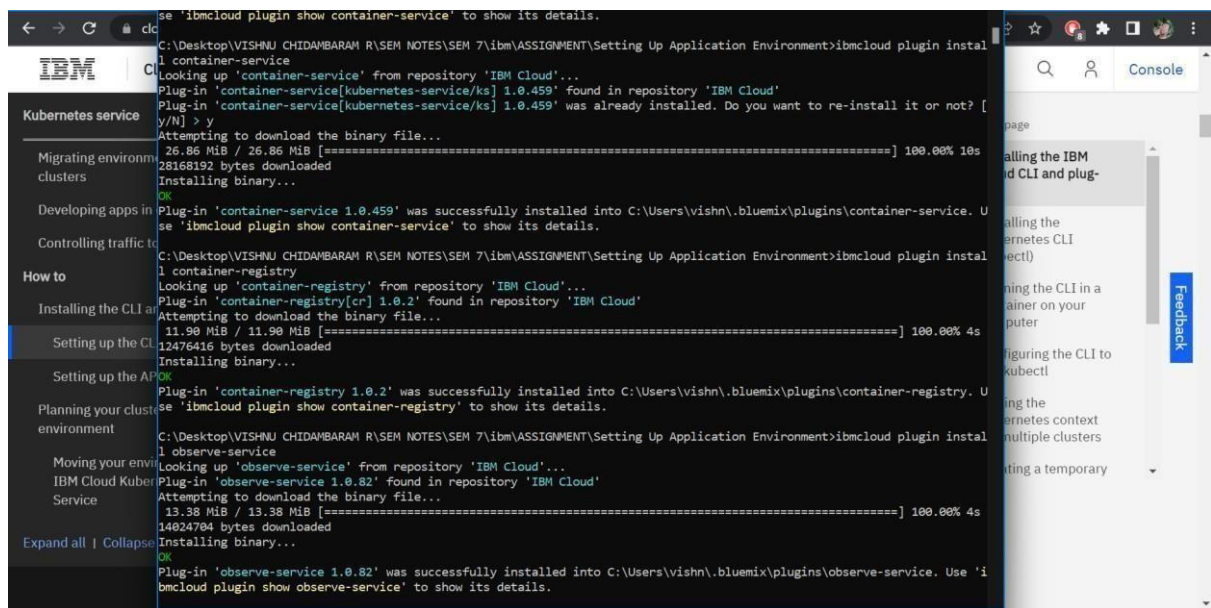 se 'ibmcloud plugin show container-service' to show its details.
C:\Desktop\VISHNU CHIDAMBARAM R\SEM NOTES\SEM 7\ibm\ASSIGNMENT\Setting Up Application Environment>ibmcloud plugin instal
l container-service
Looking up 'container-service' from repository 'IBM Cloud'...
Plug-in 'container-service[kubernetes-service/ks] 1.0.459' found in repository 'IBM Cloud'
Plug-in 'container-service[kubernetes-service/ks] 1.0.459' was already installed. Do you want to re-install it or not? [
y/N] > y
Attempting to download the binary file...
26.86 MiB / 26.86 MiB [==========================================================================] 100.00% 10s
28168192 bytes downloaded
Installing binary...
OK
Plug-in 'container-service 1.0.459' was successfully installed into C:\Users\vishn\.bluemix\plugins\container-service. U
se 'ibmcloud plugin show container-service' to show its details.
C:\Desktop\VISHNU CHIDAMBARAM R\SEM NOTES\SEM 7\ibm\ASSIGNMENT\Setting Up Application Environment>ibmcloud plugin instal
l container-registry
Looking up 'container-registry' from repository 'IBM Cloud'...
Plug-in 'container-registry[cr] 1.0.2' found in repository 'IBM Cloud'
Attempting to download the binary file...
11.90 MiB / 11.90 MiB [===========================================================================] 100.00% 4s
12476416 bytes downloaded
Installing binary...
OK
Plug-in 'container-registry 1.0.2' was successfully installed into C:\Users\vishn\.bluemix\plugins\container-registry. U
se 'ibmcloud plugin show container-registry' to show its details.
C:\Desktop\VISHNU CHIDAMBARAM R\SEM NOTES\SEM 7\ibm\ASSIGNMENT\Setting Up Application Environment>ibmcloud plugin instal
l observe-service
Looking up 'observe-service' from repository 'IBM Cloud'...
Plug-in 'observe-service 1.0.82' found in repository 'IBM Cloud'
Attempting to download the binary file...
13.38 MiB / 13.38 MiB [===========================================================================] 100.00% 4s
14024704 bytes downloaded
Installing binary...
OK
Plug-in 'observe-service 1.0.82' was successfully installed into C:\Users\vishn\.bluemix\plugins\observe-service. Use 'i
bmcloud plugin show observe-service' to show its details.
clo
IBM
Cl
Kubernetes service
Migrating environme
clusters
Developing apps in
Controlling traffic to
How to
Installing the CLI an
Setting up the CL
Setting up the AP
Planning your cluste
environment
Moving your envir
IBM Cloud Kuber
Service
Expand all | Collapse
8
Console
page
alling the IBM
d CLI and plug-
alling the
ernetes CLI
ectl)
ning the CLI in a
ainer on your
puter
figuring the CLI to
kubectl
ing the
ernetes context
multiple clusters
ating a temporary
Feedback